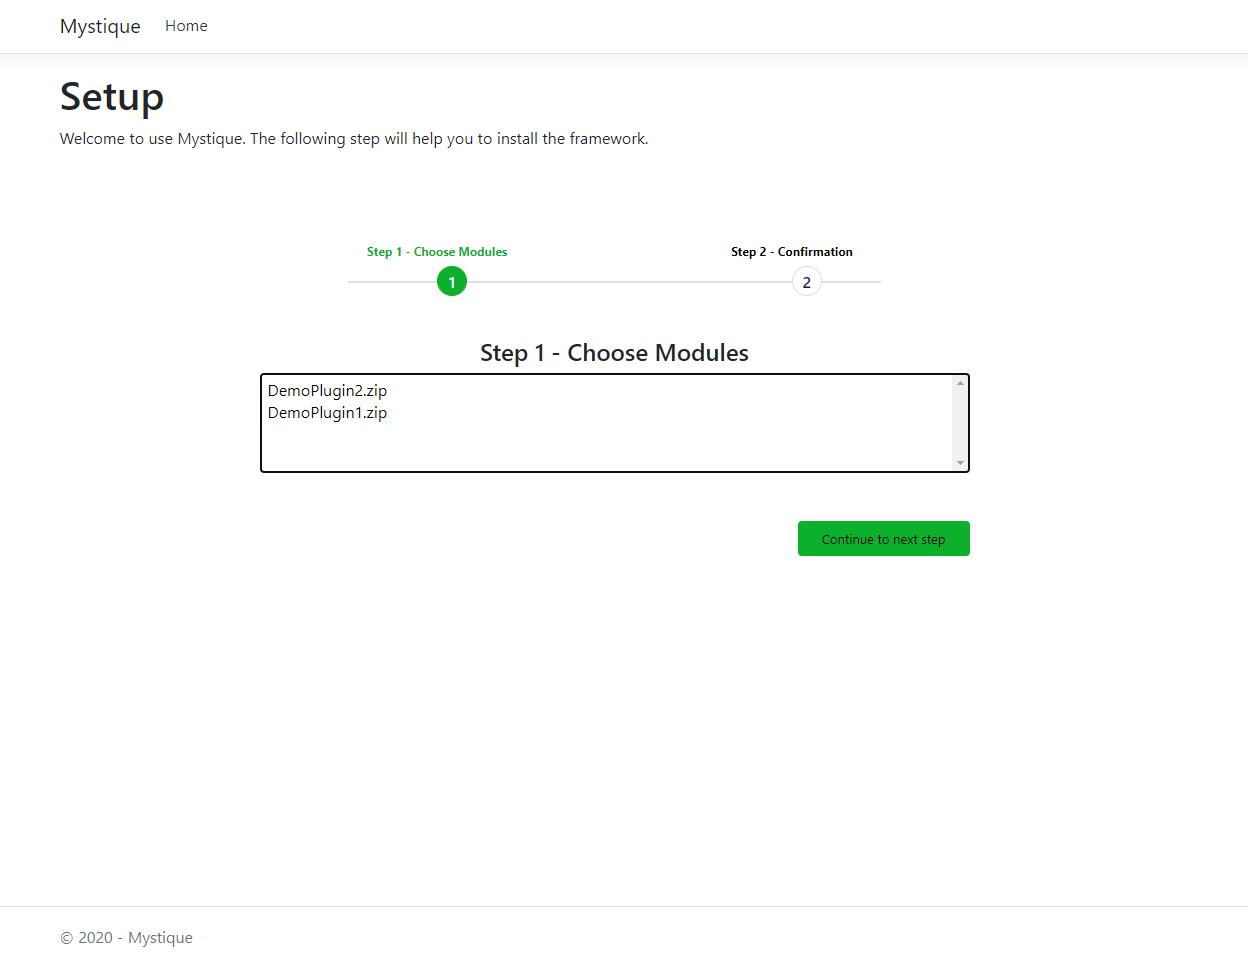 Mystique Home
Setup
Welcome to use Mystique. The following step will help you to install the framework.
Step 1 - Choose Modules
Step 2 - Confirmation
1
2
Step 1 - Choose Modules
DemoPlugin2.zip
DemoPlugin1.zip
Continue to next step
© 2020 - Mystique